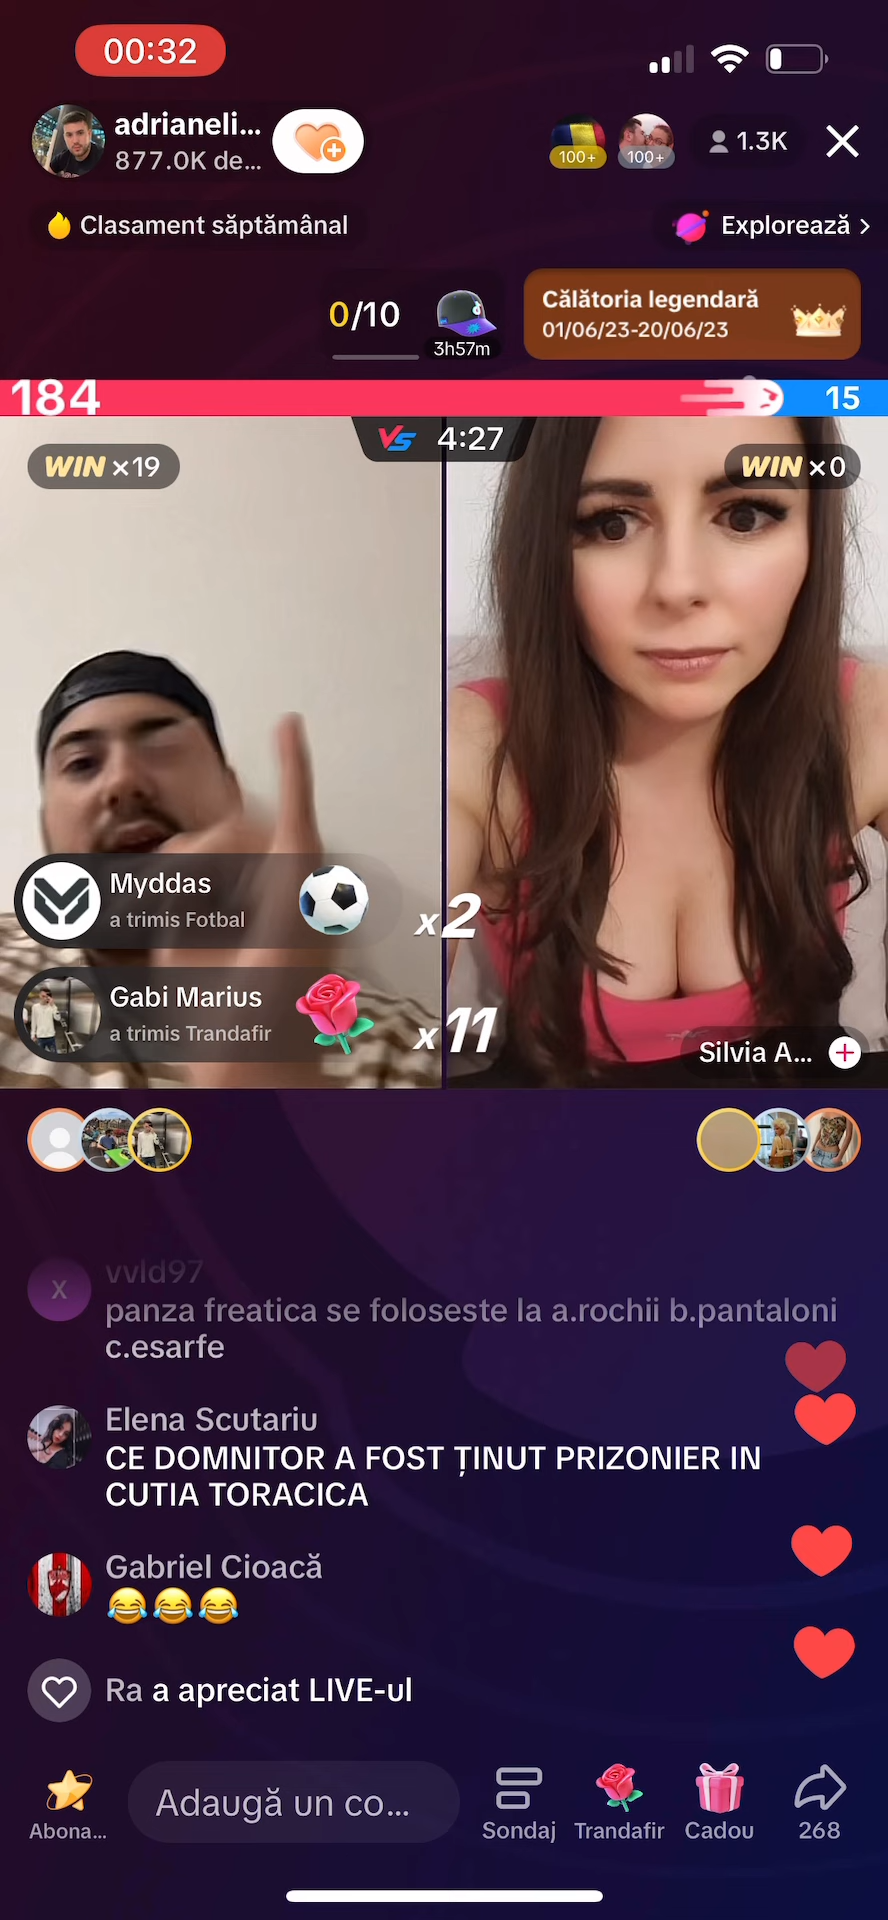 00:32
adrianeli...
877.0K de...
100+
100+
1.3K
Clasament săptămânal
Explorează >
0/10
3h57m
Călătoria legendară
01/06/23-20/06/23
184
15
VS 4:27
WIN ×19
WIN ×0
Myddas
a trimis Fotbal
x2
Gabi Marius
a trimis Trandafir
x11
Silvia A...
X
vvld97
panza freatica se foloseste la a.rochii b.pantaloni
c.esarfe
Elena Scutariu
CE DOMNITOR A FOST ȚINUT PRIZONIER IN
CUTIA TORACICA
Gabriel Cioacă
😂😂😂
Ra a apreciat LIVE-ul
Abona...
Adaugă un co...
Sondaj
Trandafir
Cadou
268